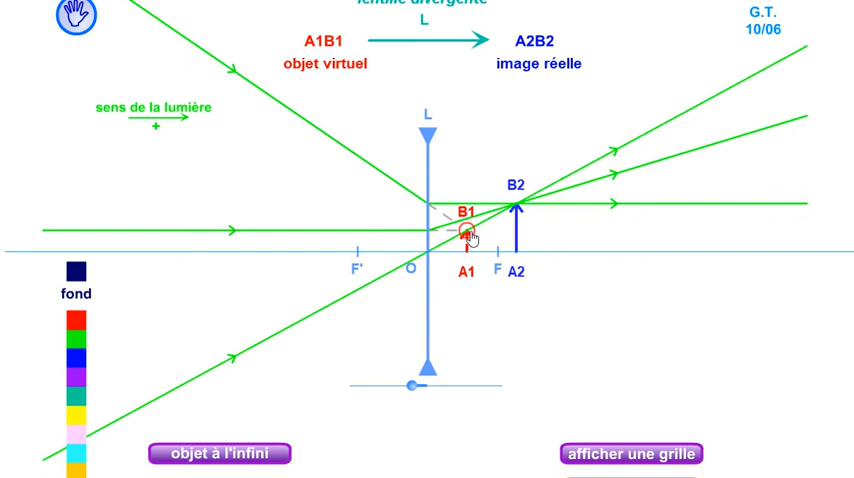 lentille divergente
L
G.T.
10/06
A1B1
A2B2
objet virtuel
image réelle
sens de la lumière
+
L
B2
B1
F'
O
A1
F
A2
fond
objet à l'infini
afficher une grille